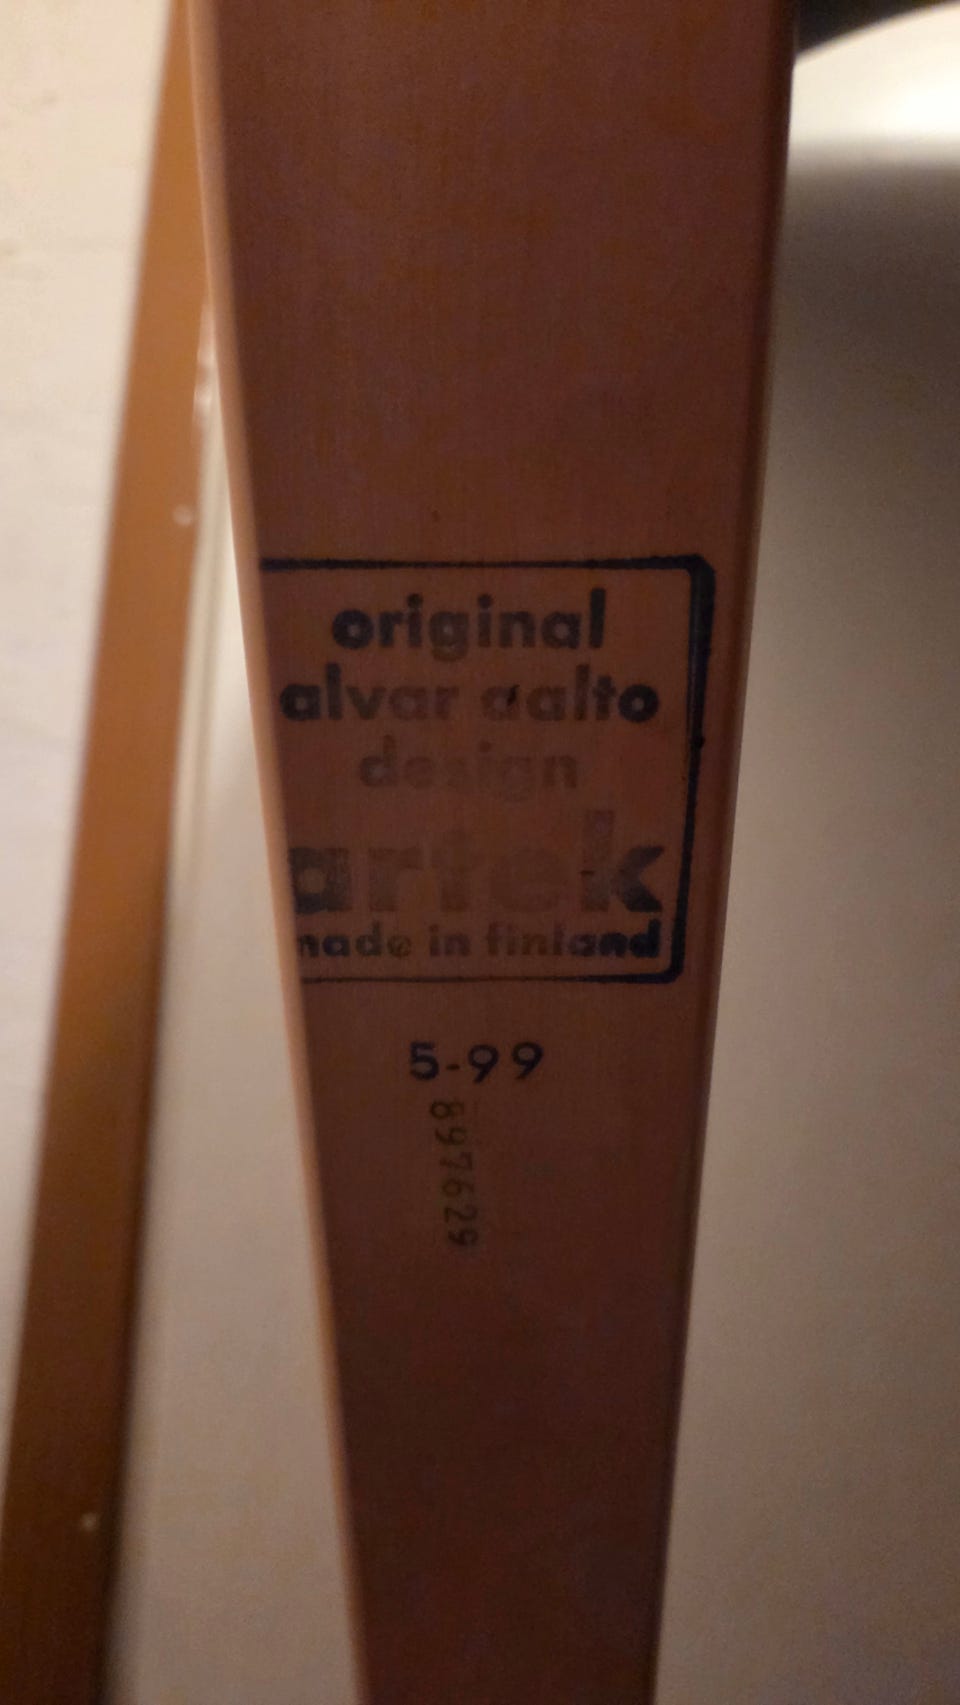 original
alvar aalto
design
artek
made in finland
5-99
897629